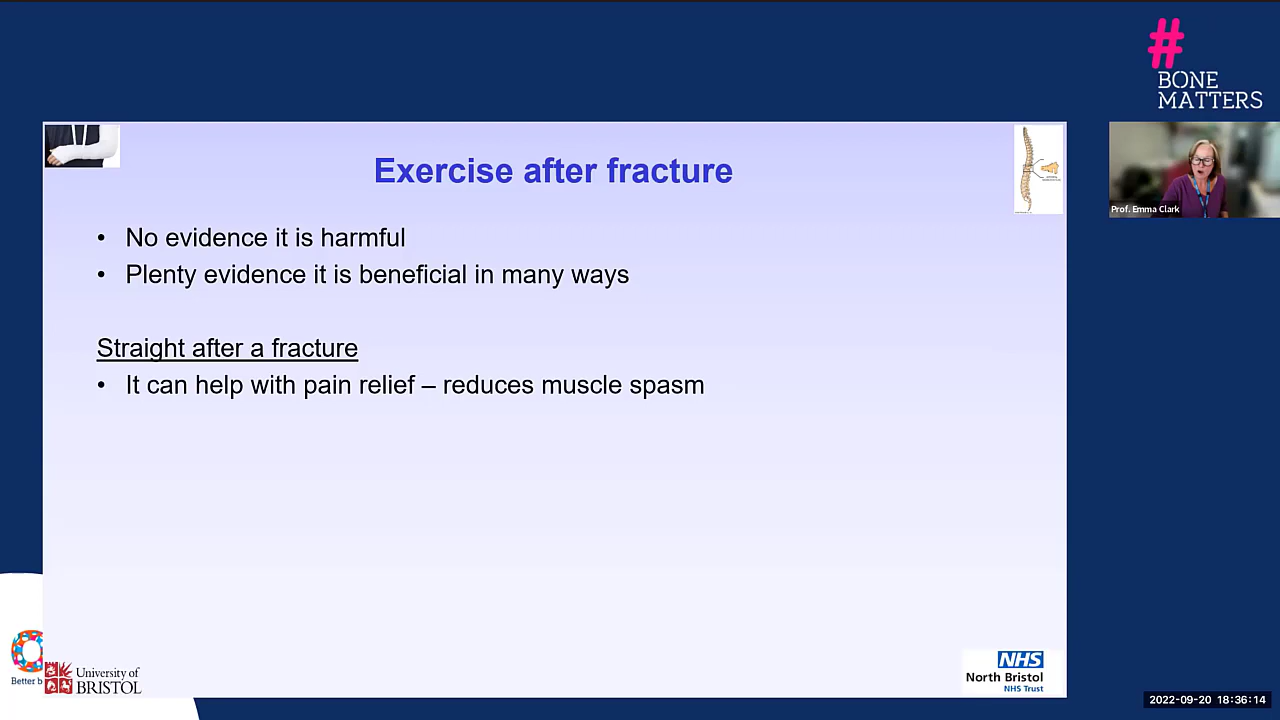 #
BONE
MATTERS
Exercise after fracture
• No evidence it is harmful
• Plenty evidence it is beneficial in many ways
Straight after a fracture
• It can help with pain relief – reduces muscle spasm
Prof. Emma Clark
Better b
University of
BRISTOL
NHS
North Bristol
NHS Trust
2022-09-20 18:36:14